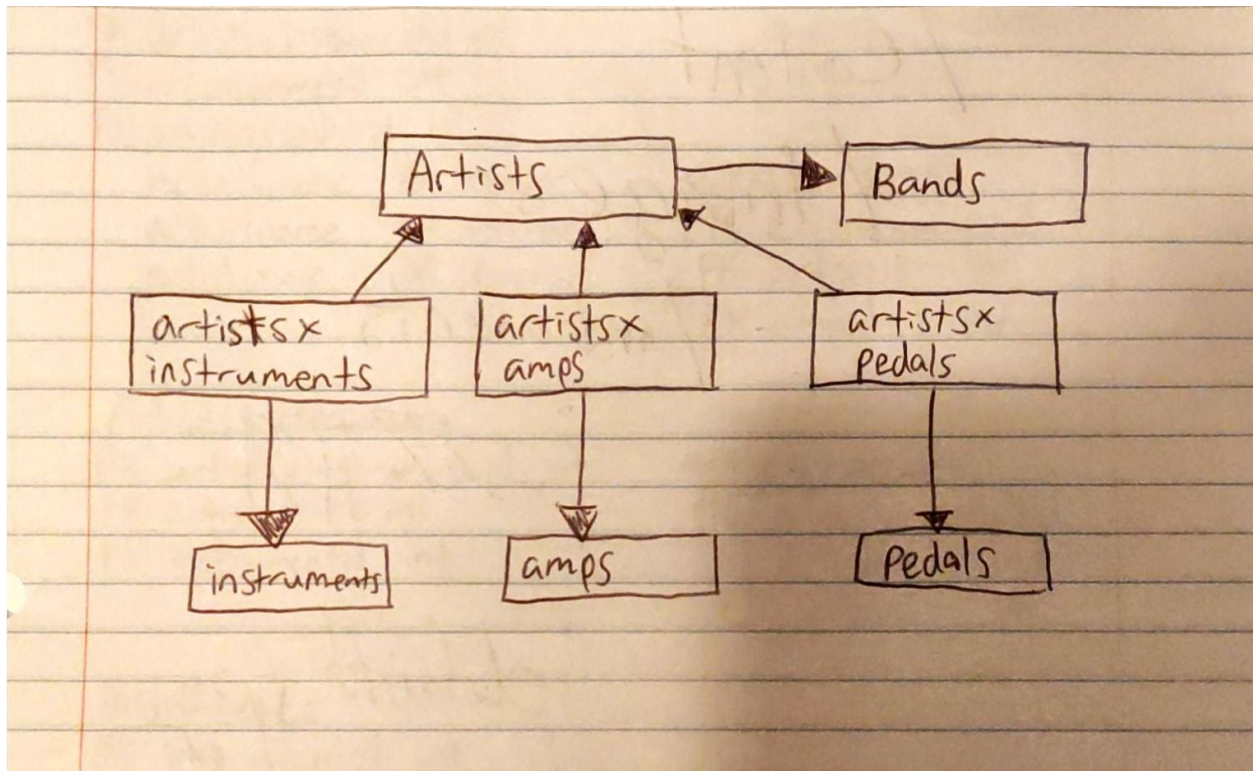 Artists
Bands
artistsx
instruments
artistsx
amps
artistsx
pedals
instruments
amps
pedals